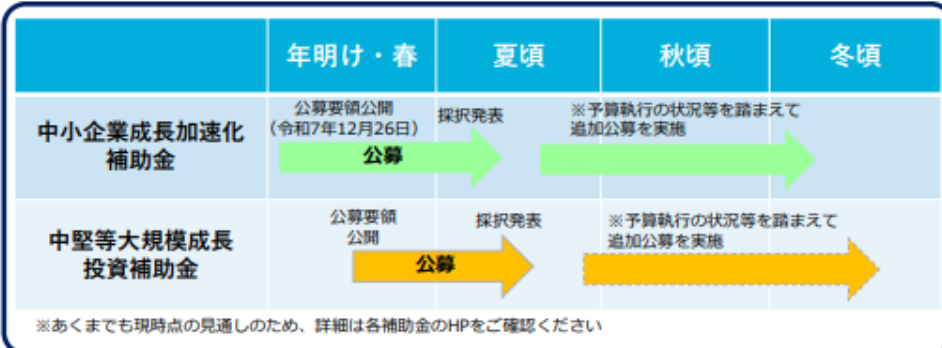 年明け・春 夏頃 秋頃 冬頃
中小企業成長加速化
補助金
公募要領公開
（令和7年12月26日）
公募
採択発表
※予算執行の状況等を踏まえて
追加公募を実施
中堅等大規模成長
投資補助金
公募要領
公開
公募
採択発表
※予算執行の状況等を踏まえて
追加公募を実施
※あくまでも現時点の見通しのため、詳細は各補助金のHPをご確認ください